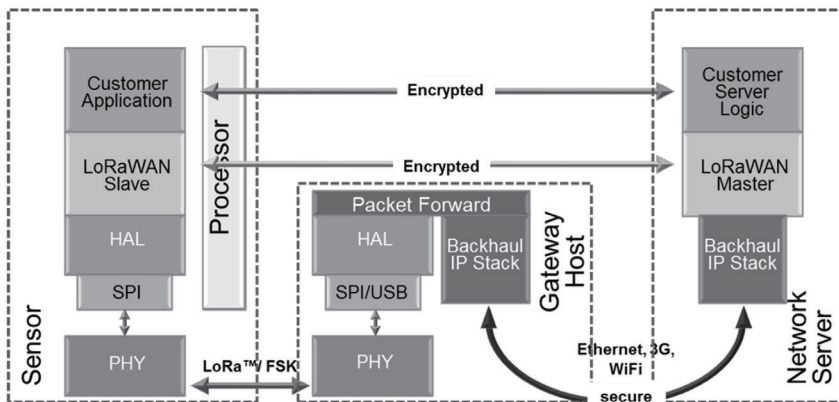 Customer
Application
LoRaWAN
Slave
HAL
SPI
PHY
Processor
Sensor
Encrypted
Encrypted
LoRa™/ FSK
Packet Forward
HAL
SPI/USB
PHY
Backhaul
IP Stack
Gateway
Host
Ethernet, 3G,
WiFi
secure
Customer
Server
Logic
LoRaWAN
Master
Backhaul
IP Stack
Network
Server